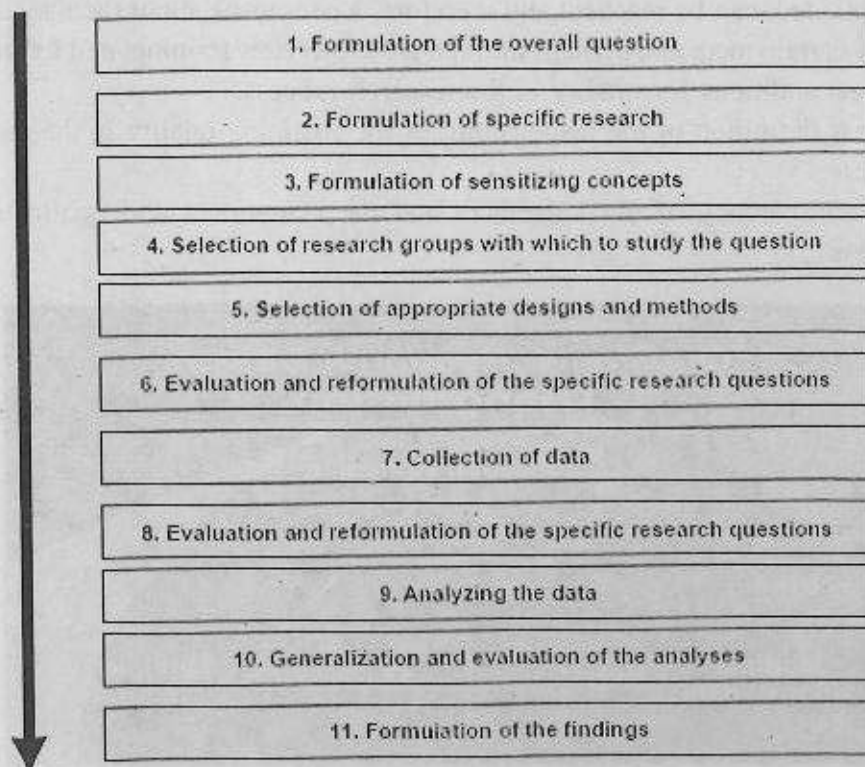 1. Formulation of the overall question
2. Formulation of specific research
3. Formulation of sensitizing concepts
4. Selection of research groups with which to study the question
5. Selection of appropriate designs and methods
6. Evaluation and reformulation of the specific research questions
7. Collection of data
8. Evaluation and reformulation of the specific research questions
9. Analyzing the data
10. Generalization and evaluation of the analyses
11. Formulation of the findings